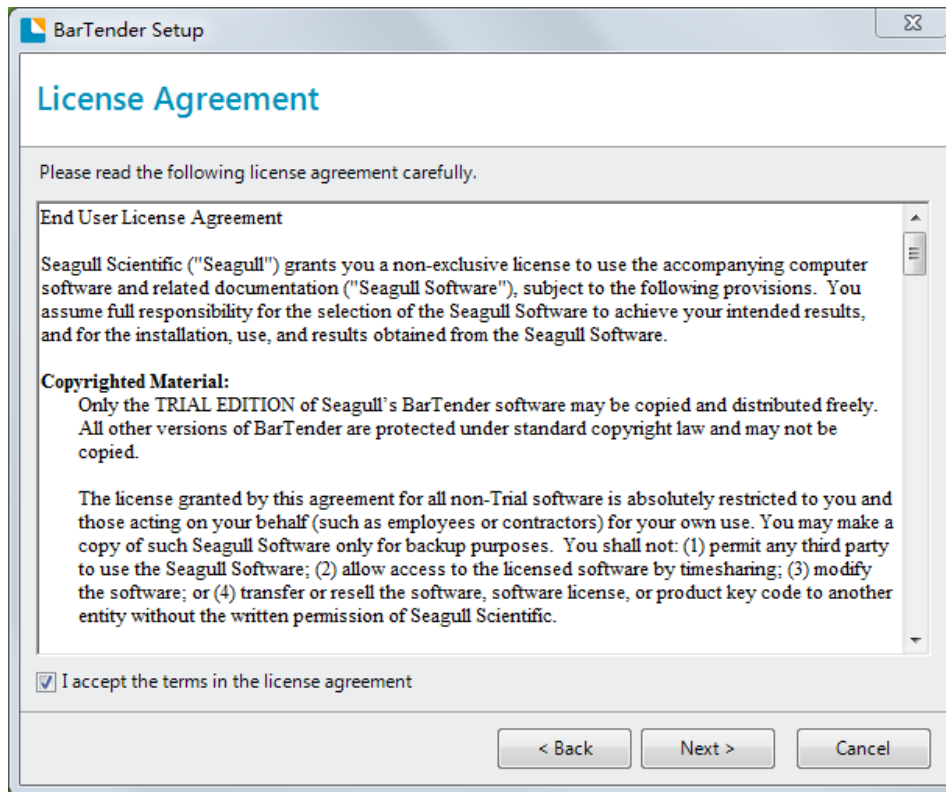 BarTender Setup
License Agreement
Please read the following license agreement carefully.
End User License Agreement
Seagull Scientific ("Seagull") grants you a non-exclusive license to use the accompanying computer
software and related documentation ("Seagull Software"), subject to the following provisions.  You
assume full responsibility for the selection of the Seagull Software to achieve your intended results,
and for the installation, use, and results obtained from the Seagull Software.
Copyrighted Material:
Only the TRIAL EDITION of Seagull’s BarTender software may be copied and distributed freely.
All other versions of BarTender are protected under standard copyright law and may not be
copied.
The license granted by this agreement for all non-Trial software is absolutely restricted to you and
those acting on your behalf (such as employees or contractors) for your own use. You may make a
copy of such Seagull Software only for backup purposes.  You shall not: (1) permit any third party
to use the Seagull Software; (2) allow access to the licensed software by timesharing; (3) modify
the software; or (4) transfer or resell the software, software license, or product key code to another
entity without the written permission of Seagull Scientific.
I accept the terms in the license agreement
< Back
Next >
Cancel